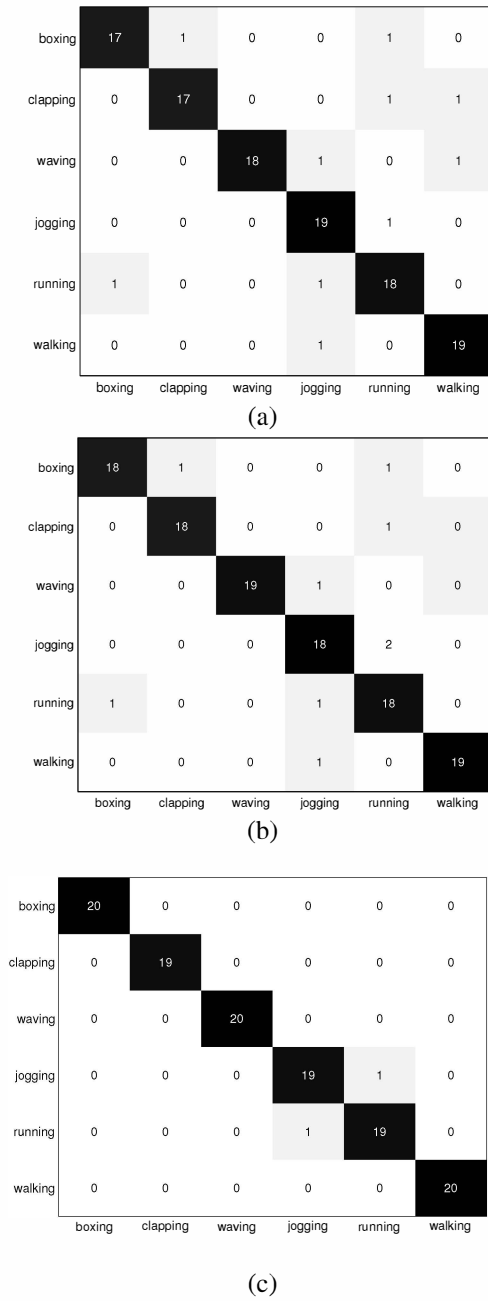 boxing 17 1 0 0 1 0
clapping 0 17 0 0 1 1
waving 0 0 18 1 0 1
jogging 0 0 0 19 1 0
running 1 0 0 1 18 0
walking 0 0 0 1 0 19
boxing clapping waving jogging running walking
(a)
boxing 18 1 0 0 1 0
clapping 0 18 0 0 1 0
waving 0 0 19 1 0 0
jogging 0 0 0 18 2 0
running 1 0 0 1 18 0
walking 0 0 0 1 0 19
boxing clapping waving jogging running walking
(b)
boxing 20 0 0 0 0 0
clapping 0 19 0 0 0 0
waving 0 0 20 0 0 0
jogging 0 0 0 19 1 0
running 0 0 0 1 19 0
walking 0 0 0 0 0 20
boxing clapping waving jogging running walking
(c)